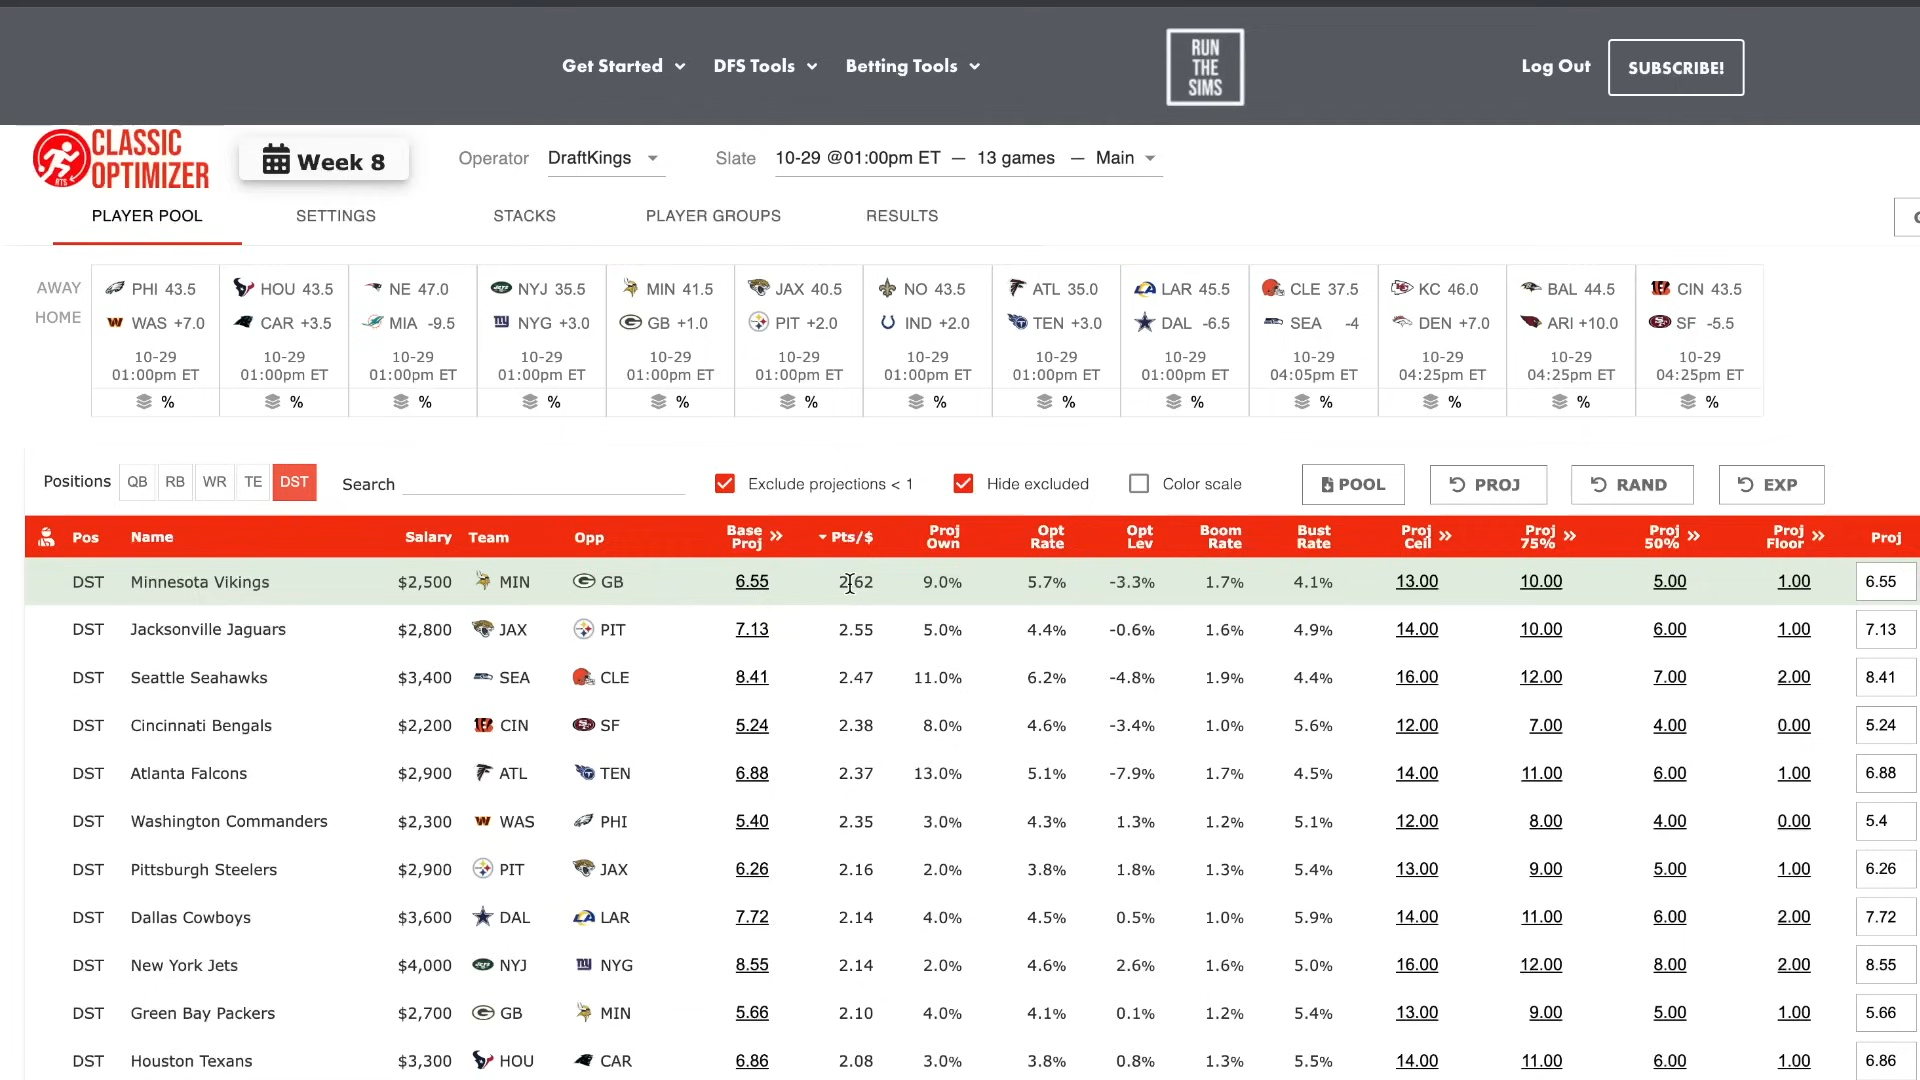 Get Started DFS Tools Betting Tools RUN THE SIMS Log Out SUBSCRIBE!
CLASSIC OPTIMIZER RTS Week 8 Operator DraftKings Slate 10-29 @01:00pm ET — 13 games — Main
PLAYER POOL SETTINGS STACKS PLAYER GROUPS RESULTS
AWAY PHI 43.5 HOU 43.5 NE 47.0 NYJ 35.5 MIN 41.5 JAX 40.5 NO 43.5 ATL 35.0 LAR 45.5 CLE 37.5 KC 46.0 BAL 44.5 CIN 43.5
HOME WAS +7.0 CAR +3.5 MIA -9.5 NYG +3.0 GB +1.0 PIT +2.0 IND +2.0 TEN +3.0 DAL -6.5 SEA -4 DEN +7.0 ARI +10.0 SF -5.5
10-29 10-29 10-29 10-29 10-29 10-29 10-29 10-29 10-29 10-29 10-29 10-29 10-29
01:00pm ET 01:00pm ET 01:00pm ET 01:00pm ET 01:00pm ET 01:00pm ET 01:00pm ET 01:00pm ET 01:00pm ET 04:05pm ET 04:25pm ET 04:25pm ET 04:25pm ET
% % % % % % % % % % % % %
Positions QB RB WR TE DST Search Exclude projections < 1 Hide excluded Color scale POOL PROJ RAND EXP
Pos Name Salary Team Opp Base Proj Pts/$ Proj Own Opt Rate Opt Lev Boom Rate Bust Rate Proj Ceil Proj 75% Proj 50% Proj Floor Proj
DST Minnesota Vikings $2,500 MIN GB 6.55 2.62 9.0% 5.7% -3.3% 1.7% 4.1% 13.00 10.00 5.00 1.00 6.55
DST Jacksonville Jaguars $2,800 JAX PIT 7.13 2.55 5.0% 4.4% -0.6% 1.6% 4.9% 14.00 10.00 6.00 1.00 7.13
DST Seattle Seahawks $3,400 SEA CLE 8.41 2.47 11.0% 6.2% -4.8% 1.9% 4.4% 16.00 12.00 7.00 2.00 8.41
DST Cincinnati Bengals $2,200 CIN SF 5.24 2.38 8.0% 4.6% -3.4% 1.0% 5.6% 12.00 7.00 4.00 0.00 5.24
DST Atlanta Falcons $2,900 ATL TEN 6.88 2.37 13.0% 5.1% -7.9% 1.7% 4.5% 14.00 11.00 6.00 1.00 6.88
DST Washington Commanders $2,300 WAS PHI 5.40 2.35 3.0% 4.3% 1.3% 1.2% 5.1% 12.00 8.00 4.00 0.00 5.4
DST Pittsburgh Steelers $2,900 PIT JAX 6.26 2.16 2.0% 3.8% 1.8% 1.3% 5.4% 13.00 9.00 5.00 1.00 6.26
DST Dallas Cowboys $3,600 DAL LAR 7.72 2.14 4.0% 4.5% 0.5% 1.0% 5.9% 14.00 11.00 6.00 2.00 7.72
DST New York Jets $4,000 NYJ NYG 8.55 2.14 2.0% 4.6% 2.6% 1.6% 5.0% 16.00 12.00 8.00 2.00 8.55
DST Green Bay Packers $2,700 GB MIN 5.66 2.10 4.0% 4.1% 0.1% 1.2% 5.4% 13.00 9.00 5.00 1.00 5.66
DST Houston Texans $3,300 HOU CAR 6.86 2.08 3.0% 3.8% 0.8% 1.3% 5.5% 14.00 11.00 6.00 1.00 6.86